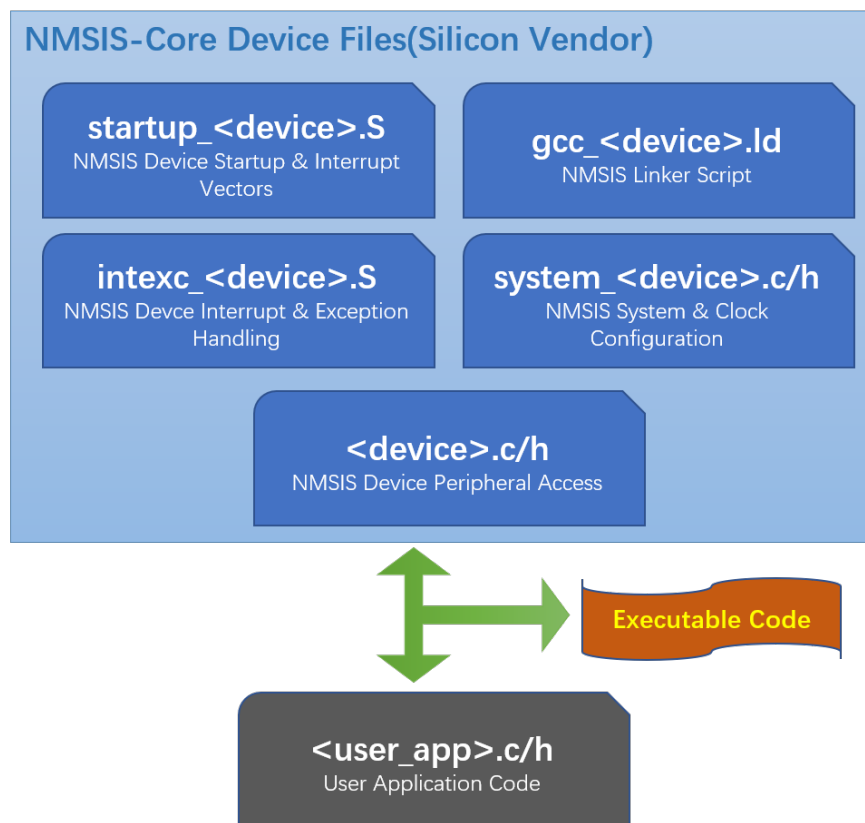 NMSIS-Core Device Files(Silicon Vendor)
startup_<device>.S
NMSIS Device Startup & Interrupt
Vectors
gcc_<device>.ld
NMSIS Linker Script
intexc_<device>.S
NMSIS Devce Interrupt & Exception
Handling
system_<device>.c/h
NMSIS System & Clock
Configuration
<device>.c/h
NMSIS Device Peripheral Access
Executable Code
<user_app>.c/h
User Application Code